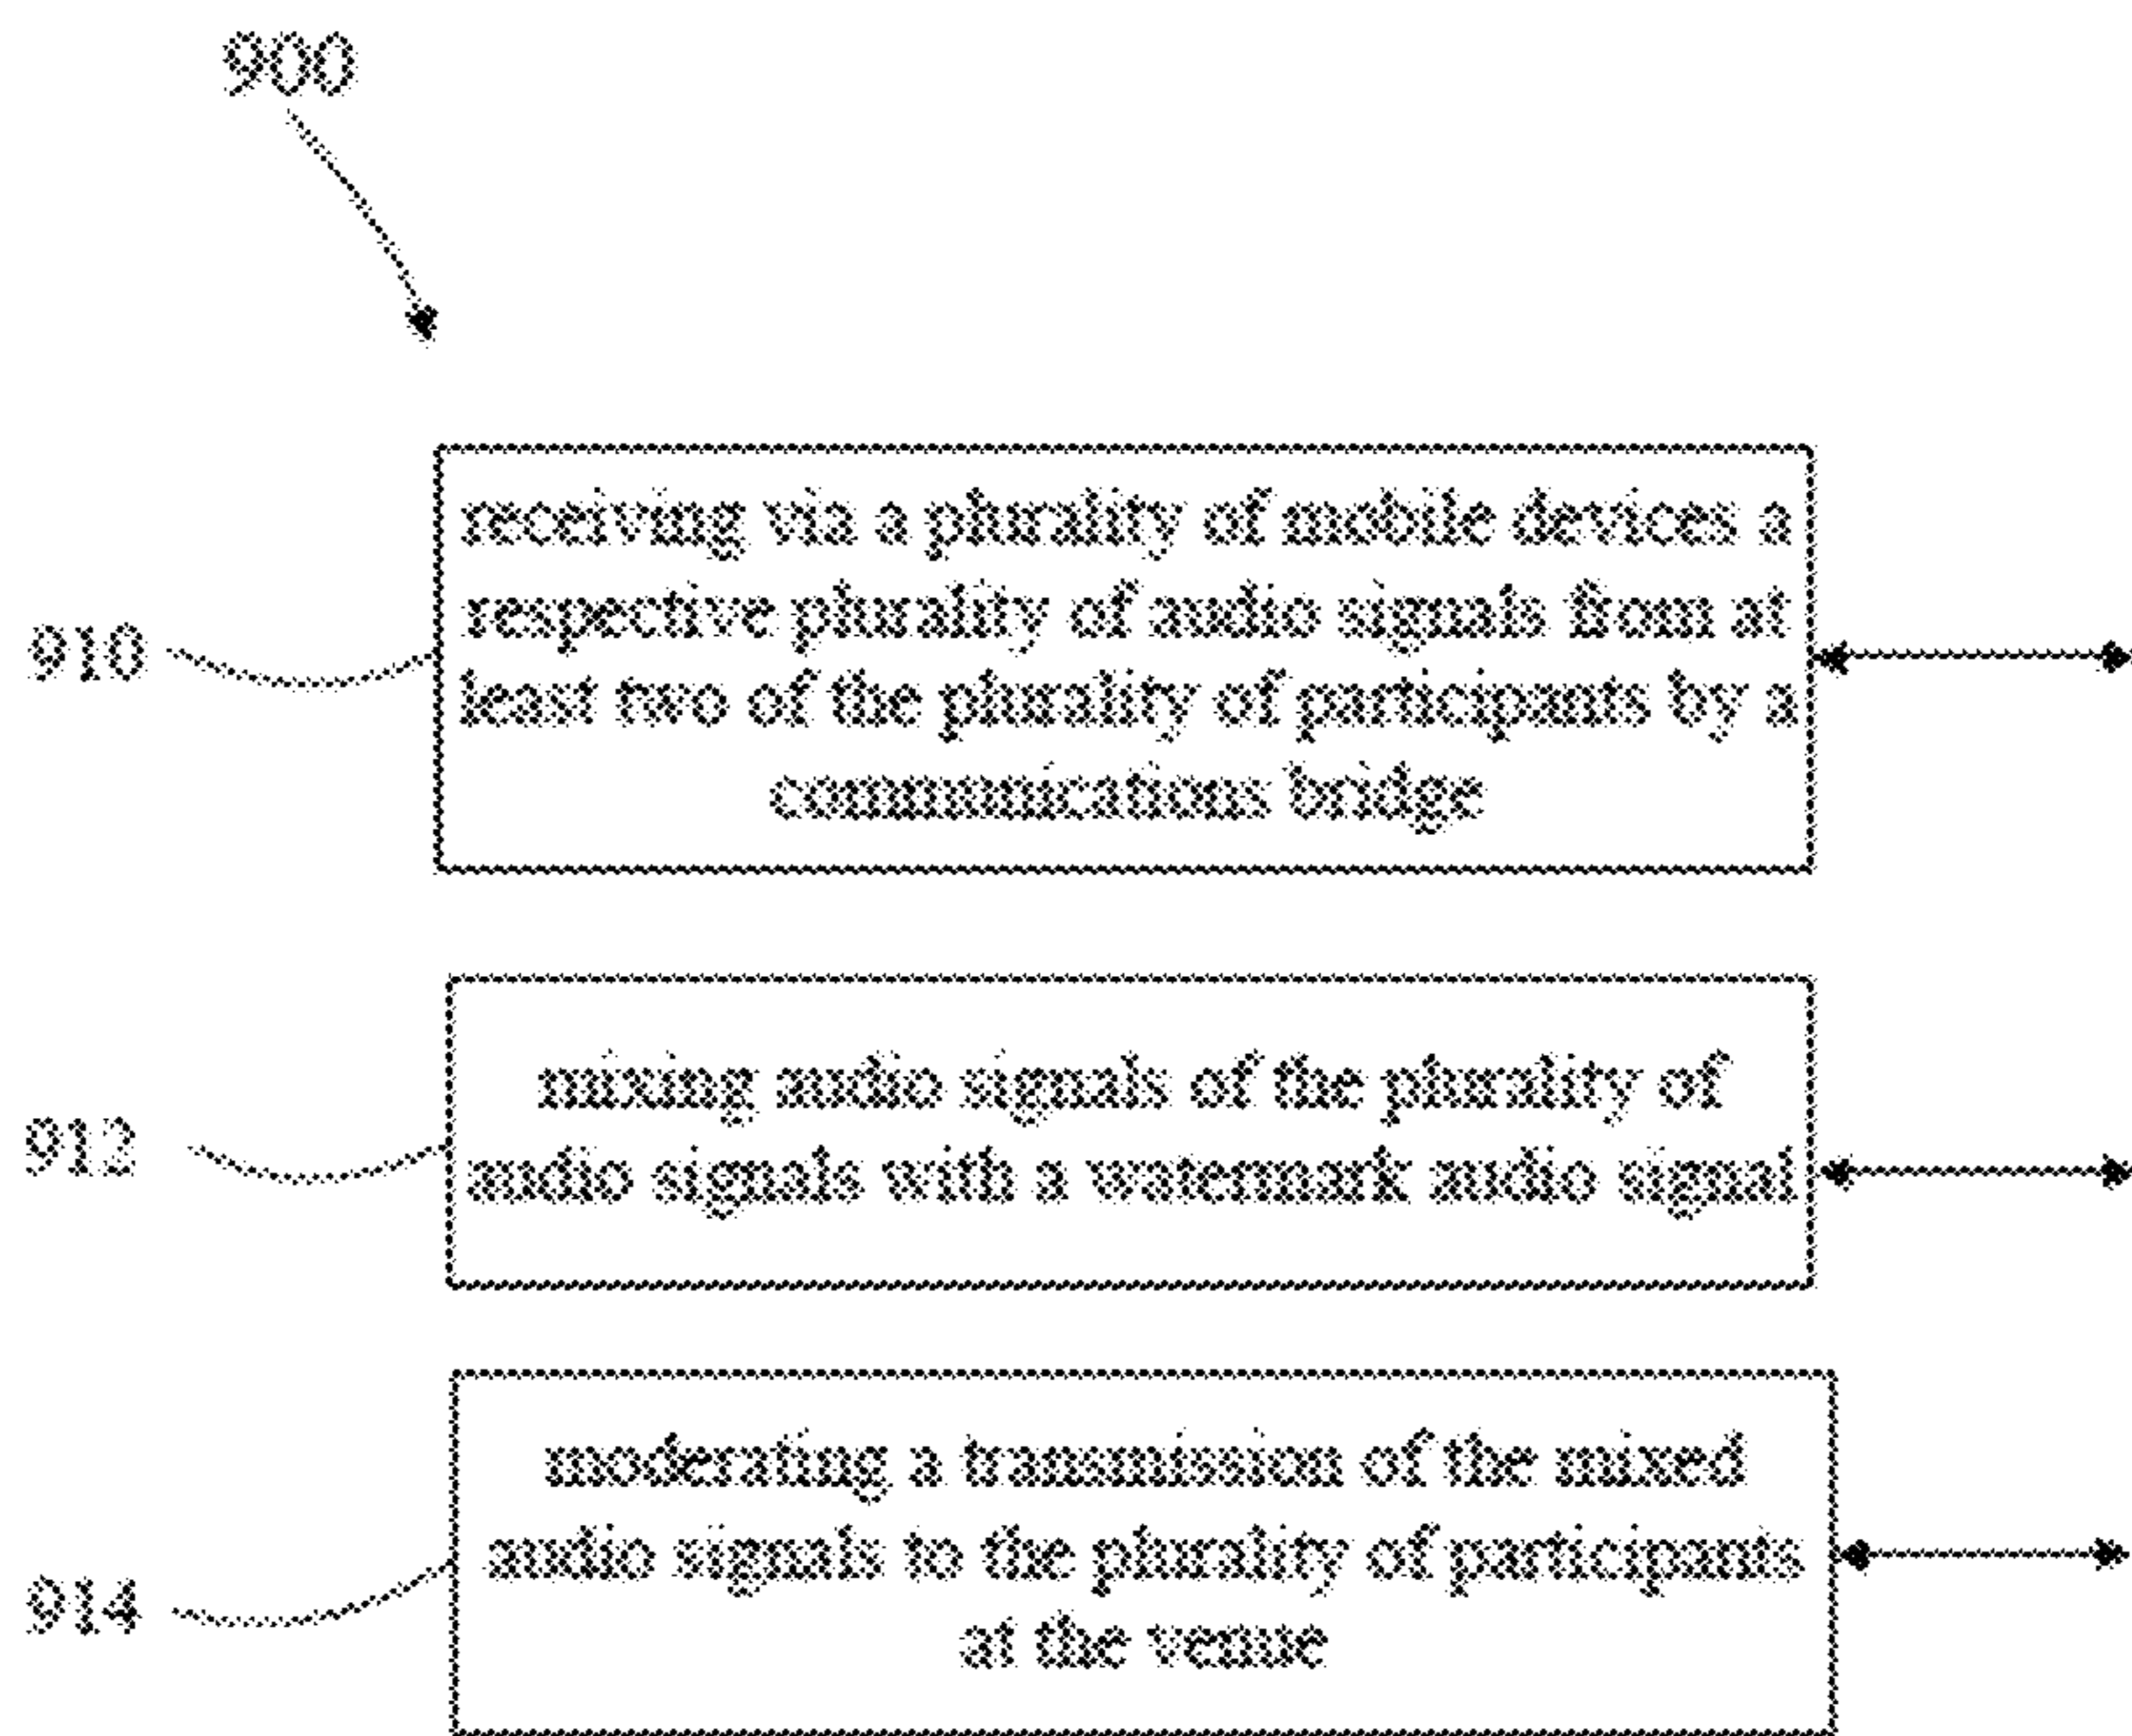 900
receiving via a plurality of mobile devices a
respective plurality of audio signals from at
least two of the plurality of participants by a
communications bridge
910
mixing audio signals of the plurality of
audio signals with a watermark audio signal
912
moderating a transmission of the mixed
audio signals to the plurality of participants
at the venue
914